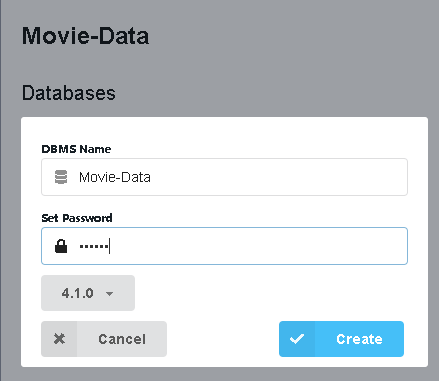 Movie-Data
Databases
DBMS Name
Movie-Data
Set Password
••••••
4.1.0
Cancel
Create